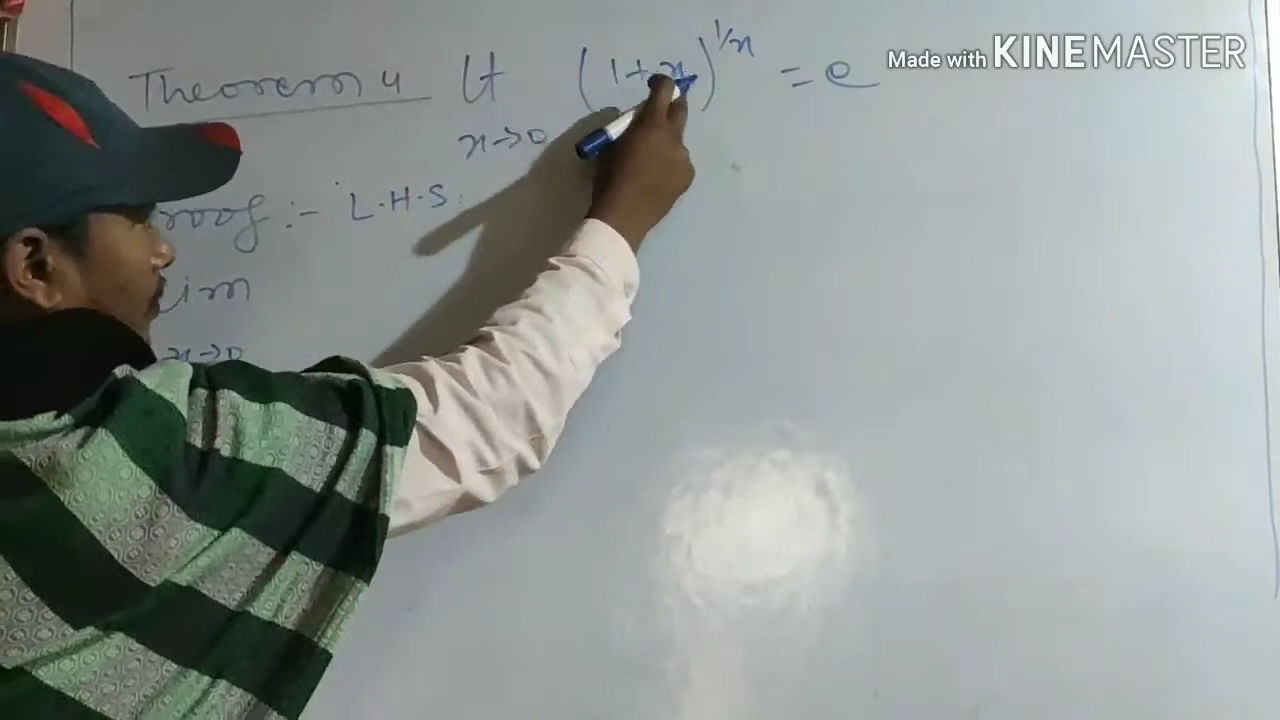 Made with KINEMASTER
Theorem 4 Lt (1+x)^1/x = e
x→0
roof :- L.H.S.
im
x→0